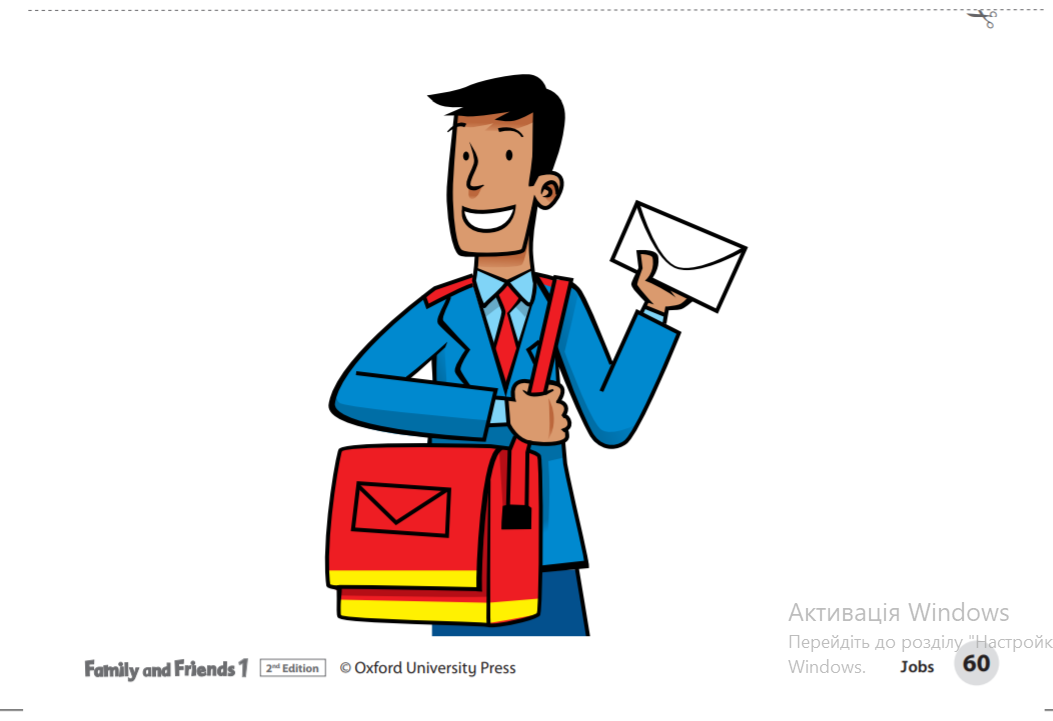 Активація Windows
Перейдіть до розділу "Настройк
Windows.
Family and Friends 1 2nd Edition © Oxford University Press
Jobs 60